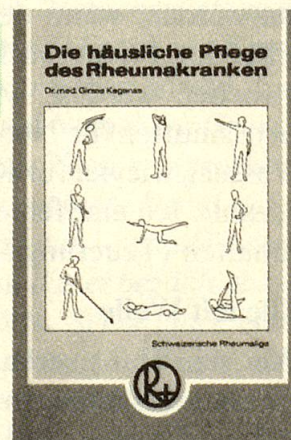 Die häusliche Pflege
des Rheumakranken
Dr. med. Girsas Kaganas
Schweizerische Rheumaliga
R+